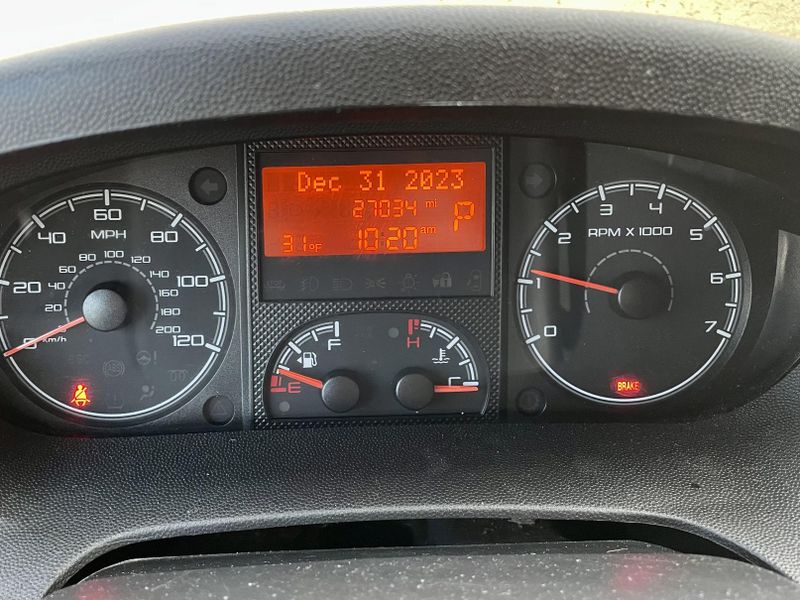 Dec 31 2023
27034 mi
P
31°F 10:20 am
0 20 40 60 80 100 120
MPH
20 40 60 80 100 120 140 160 180 200
km/h
ABS
F
E
H
C
0 1 2 3 4 5 6 7
RPM X 1000
BRAKE